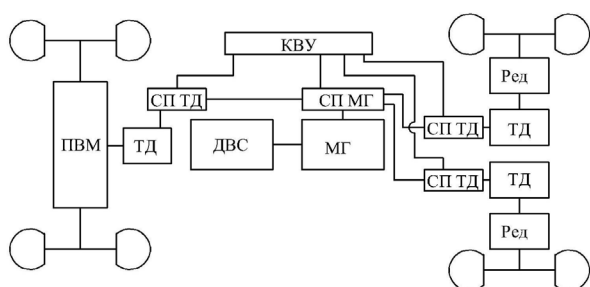 КВУ
Ред
СП ТД
СП МГ
СП ТД
ТД
ПВМ
ТД
ДВС
МГ
СП ТД
ТД
Ред